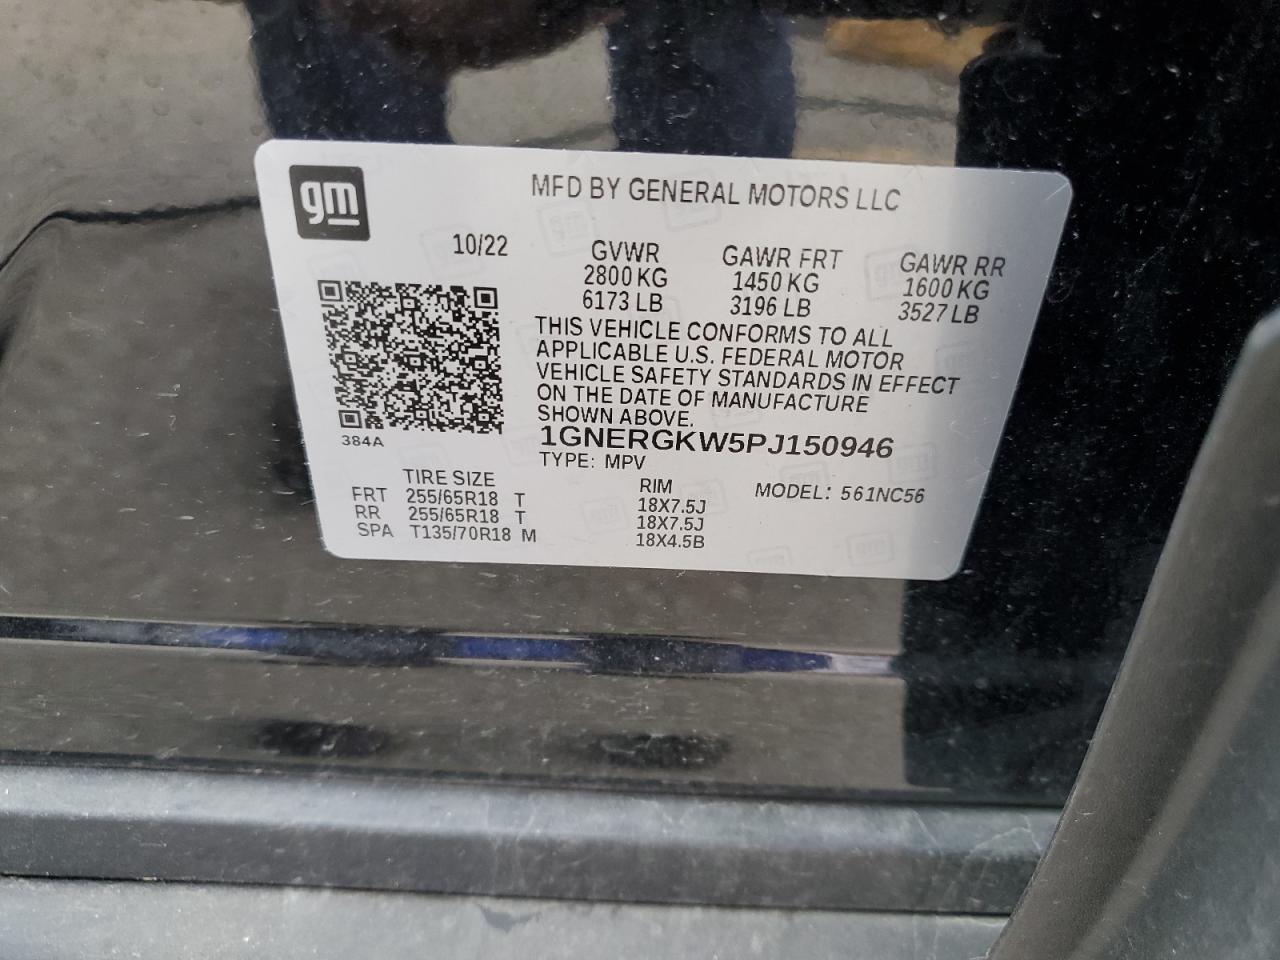 gm
MFD BY GENERAL MOTORS LLC
10/22
GVWR GAWR FRT GAWR RR
2800 KG 1450 KG 1600 KG
6173 LB 3196 LB 3527 LB
THIS VEHICLE CONFORMS TO ALL
APPLICABLE U.S. FEDERAL MOTOR
VEHICLE SAFETY STANDARDS IN EFFECT
ON THE DATE OF MANUFACTURE
SHOWN ABOVE.
384A
1GNERGKW5PJ150946
TYPE: MPV
MODEL: 561NC56
TIRE SIZE RIM
FRT 255/65R18 T 18X7.5J
RR 255/65R18 T 18X7.5J
SPA T135/70R18 M 18X4.5B